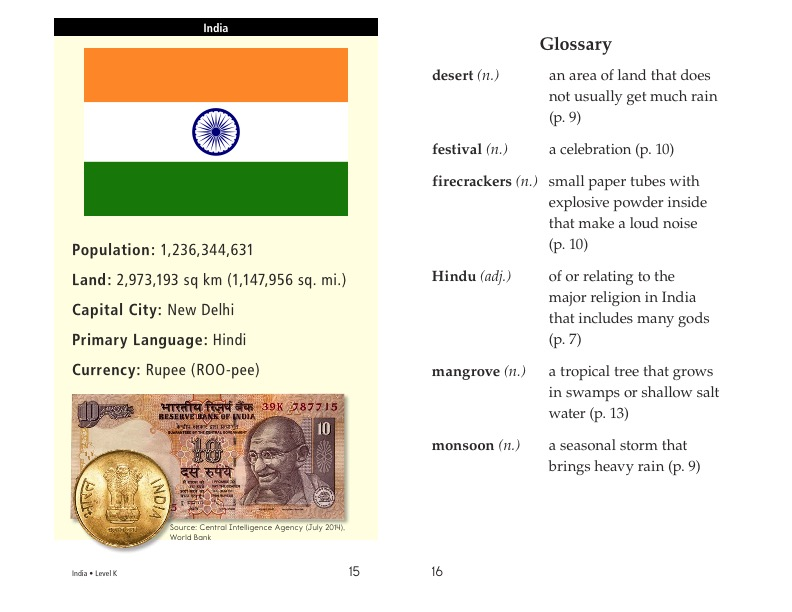 India
Population: 1,236,344,631
Land: 2,973,193 sq km (1,147,956 sq. mi.)
Capital City: New Delhi
Primary Language: Hindi
Currency: Rupee (ROO-pee)
भारतीय रिज़र्व बैंक 39K 787715
RESERVE BANK OF INDIA
10
10
दस रुपये
भारत
INDIA
Source: Central Intelligence Agency (July 2014),
World Bank
India • Level K
15
Glossary
desert (n.) an area of land that does
not usually get much rain
(p. 9)
festival (n.) a celebration (p. 10)
firecrackers (n.) small paper tubes with
explosive powder inside
that make a loud noise
(p. 10)
Hindu (adj.) of or relating to the
major religion in India
that includes many gods
(p. 7)
mangrove (n.) a tropical tree that grows
in swamps or shallow salt
water (p. 13)
monsoon (n.) a seasonal storm that
brings heavy rain (p. 9)
16